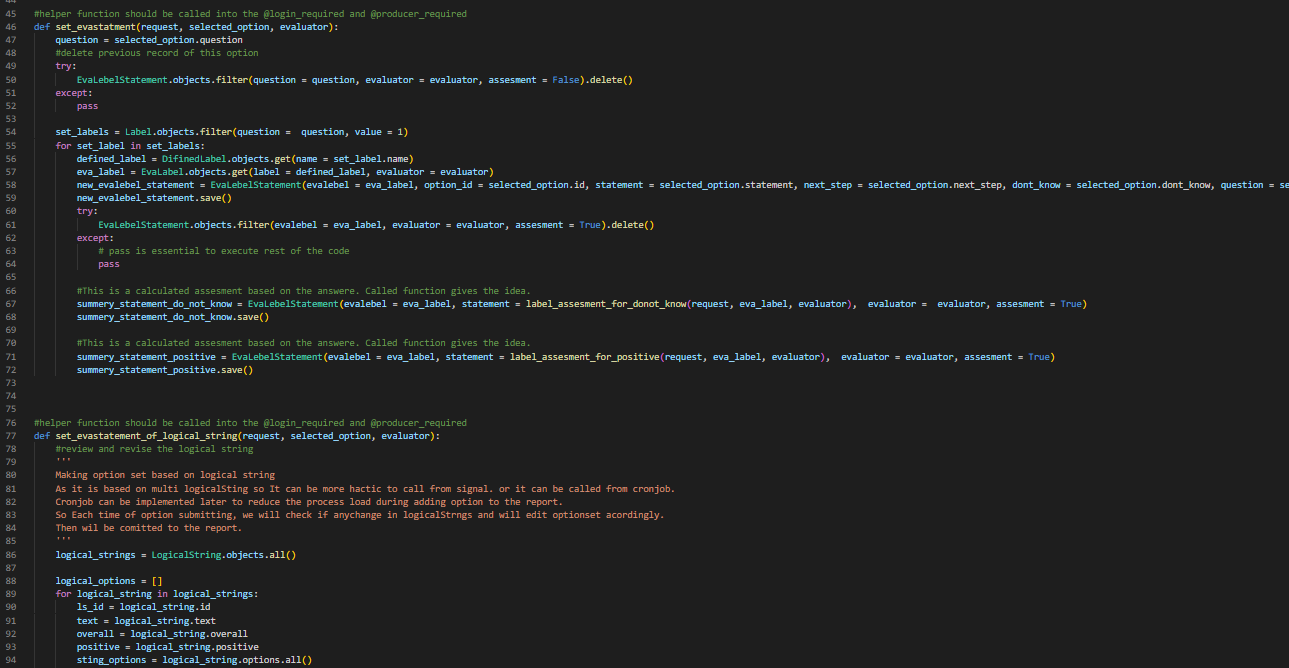 44
45 #helper function should be called into the @login_required and @producer_required
46 def set_evastatment(request, selected_option, evaluator):
47 question = selected_option.question
48 #delete previous record of this option
49 try:
50 EvaLebelStatement.objects.filter(question = question, evaluator = evaluator, assesment = False).delete()
51 except:
52 pass
53
54 set_labels = Label.objects.filter(question =  question, value = 1)
55 for set_label in set_labels:
56 defined_label = DifinedLabel.objects.get(name = set_label.name)
57 eva_label = EvaLabel.objects.get(label = defined_label, evaluator = evaluator)
58 new_evalebel_statement = EvaLebelStatement(evalebel = eva_label, option_id = selected_option.id, statement = selected_option.statement, next_step = selected_option.next_step, dont_know = selected_option.dont_know, question = se
59 new_evalebel_statement.save()
60 try:
61 EvaLebelStatement.objects.filter(evalebel = eva_label, evaluator = evaluator, assesment = True).delete()
62 except:
63 # pass is essential to execute rest of the code
64 pass
65
66 #This is a calculated assesment based on the answere. Called function gives the idea.
67 summery_statement_do_not_know = EvaLebelStatement(evalebel = eva_label, statement = label_assesment_for_donot_know(request, eva_label, evaluator),  evaluator =  evaluator, assesment = True)
68 summery_statement_do_not_know.save()
69
70 #This is a calculated assesment based on the answere. Called function gives the idea.
71 summery_statement_positive = EvaLebelStatement(evalebel = eva_label, statement = label_assesment_for_positive(request, eva_label, evaluator),  evaluator = evaluator, assesment = True)
72 summery_statement_positive.save()
73
74
75
76 #helper function should be called into the @login_required and @producer_required
77 def set_evastatement_of_logical_string(request, selected_option, evaluator):
78 #review and revise the logical string
79 '''
80 Making option set based on logical string
81 As it is based on multi logicalSting so It can be more hactic to call from signal. or it can be called from cronjob.
82 Cronjob can be implemented later to reduce the process load during adding option to the report.
83 So Each time of option submitting, we will check if anychange in logicalStrngs and will edit optionset acordingly.
84 Then wil be comitted to the report.
85 '''
86 logical_strings = LogicalString.objects.all()
87
88 logical_options = []
89 for logical_string in logical_strings:
90 ls_id = logical_string.id
91 text = logical_string.text
92 overall = logical_string.overall
93 positive = logical_string.positive
94 sting_options = logical_string.options.all()